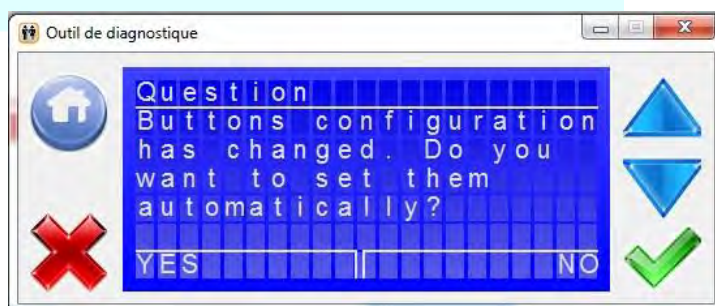 Outil de diagnostique
Question
Buttons configuration
has changed. Do you
want to set them
automatically?
YES NO